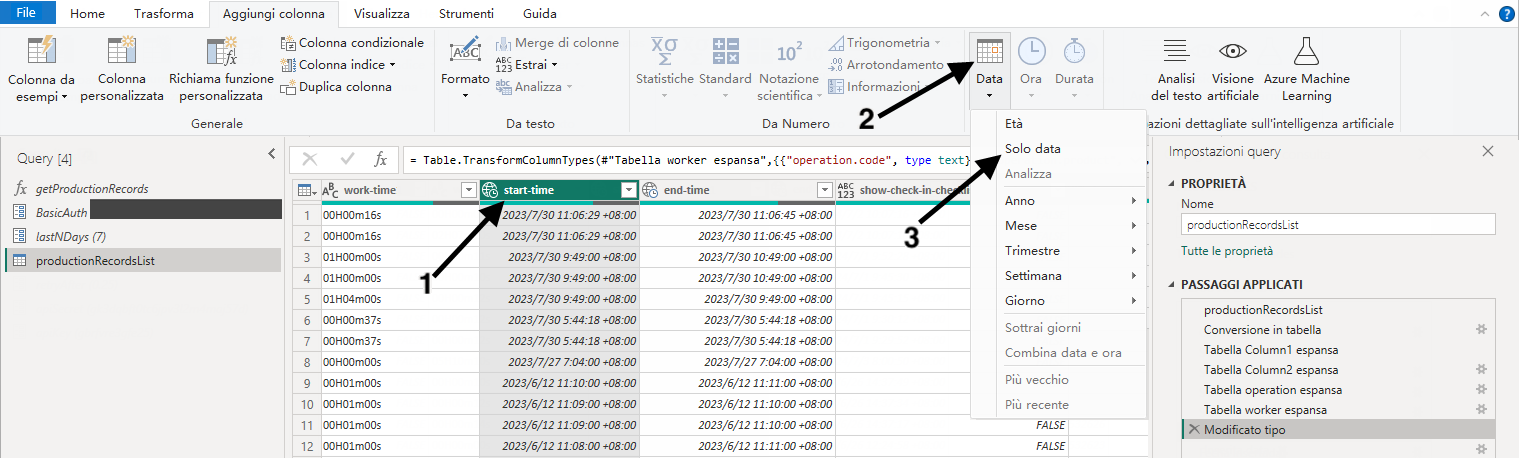 File Home Trasforma Aggiungi colonna Visualizza Strumenti Guida ?
Colonna da esempi
Colonna personalizzata
Richiama funzione personalizzata
Colonna condizionale
Colonna indice
Duplica colonna
Generale
ABC
Formato
Merge di colonne
ABC 123 Estrai
abc Analizza
Da testo
XΣ σ
Statistiche
Standard
10²
Notazione scientifica
Trigonometria
.00 Arrotondamento
Informazioni
Da Numero
Data
Ora
Durata
Analisi del testo
Visione artificiale
Azure Machine Learning
azioni dettagliate sull'intelligenza artificiale
2
Età
Solo data
Analizza
Anno
Mese
Trimestre
Settimana
Giorno
Sottrai giorni
Combina data e ora
Più vecchio
Più recente
3
Query [4]
fx getProductionRecords
BasicAuth
lastNDays (7)
productionRecordsList
fx = Table.TransformColumnTypes(#"Tabella worker espansa",{{"operation.code", type text}
ABC work-time start-time end-time ABC 123 show-check-in-checkli
1 00H00m16s 2023/7/30 11:06:29 +08:00 2023/7/30 11:06:45 +08:00
2 00H00m16s 2023/7/30 11:06:29 +08:00 2023/7/30 11:06:45 +08:00
3 01H00m00s 2023/7/30 9:49:00 +08:00 2023/7/30 10:49:00 +08:00
4 01H00m00s 2023/7/30 9:49:00 +08:00 2023/7/30 10:49:00 +08:00
5 01H04m00s 2023/7/30 9:49:00 +08:00 2023/7/30 9:49:00 +08:00
6 00H00m37s 2023/7/30 5:44:18 +08:00 2023/7/30 5:44:18 +08:00
7 00H00m37s 2023/7/30 5:44:18 +08:00 2023/7/30 5:44:18 +08:00
8 00H00m00s 2023/7/27 7:04:00 +08:00 2023/7/27 7:04:00 +08:00
9 00H01m00s 2023/6/12 11:10:00 +08:00 2023/6/12 11:11:00 +08:00
10 00H01m00s 2023/6/12 11:09:00 +08:00 2023/6/12 11:10:00 +08:00
11 00H01m00s 2023/6/12 11:09:00 +08:00 2023/6/12 11:10:00 +08:00 FALSE
12 00H01m00s 2023/6/12 11:08:00 +08:00 2023/6/12 11:11:00 +08:00 FALSE
1
Impostazioni query
PROPRIETÀ
Nome
productionRecordsList
Tutte le proprietà
PASSAGGI APPLICATI
productionRecordsList
Conversione in tabella
Tabella Column1 espansa
Tabella Column2 espansa
Tabella operation espansa
Tabella worker espansa
Modificato tipo